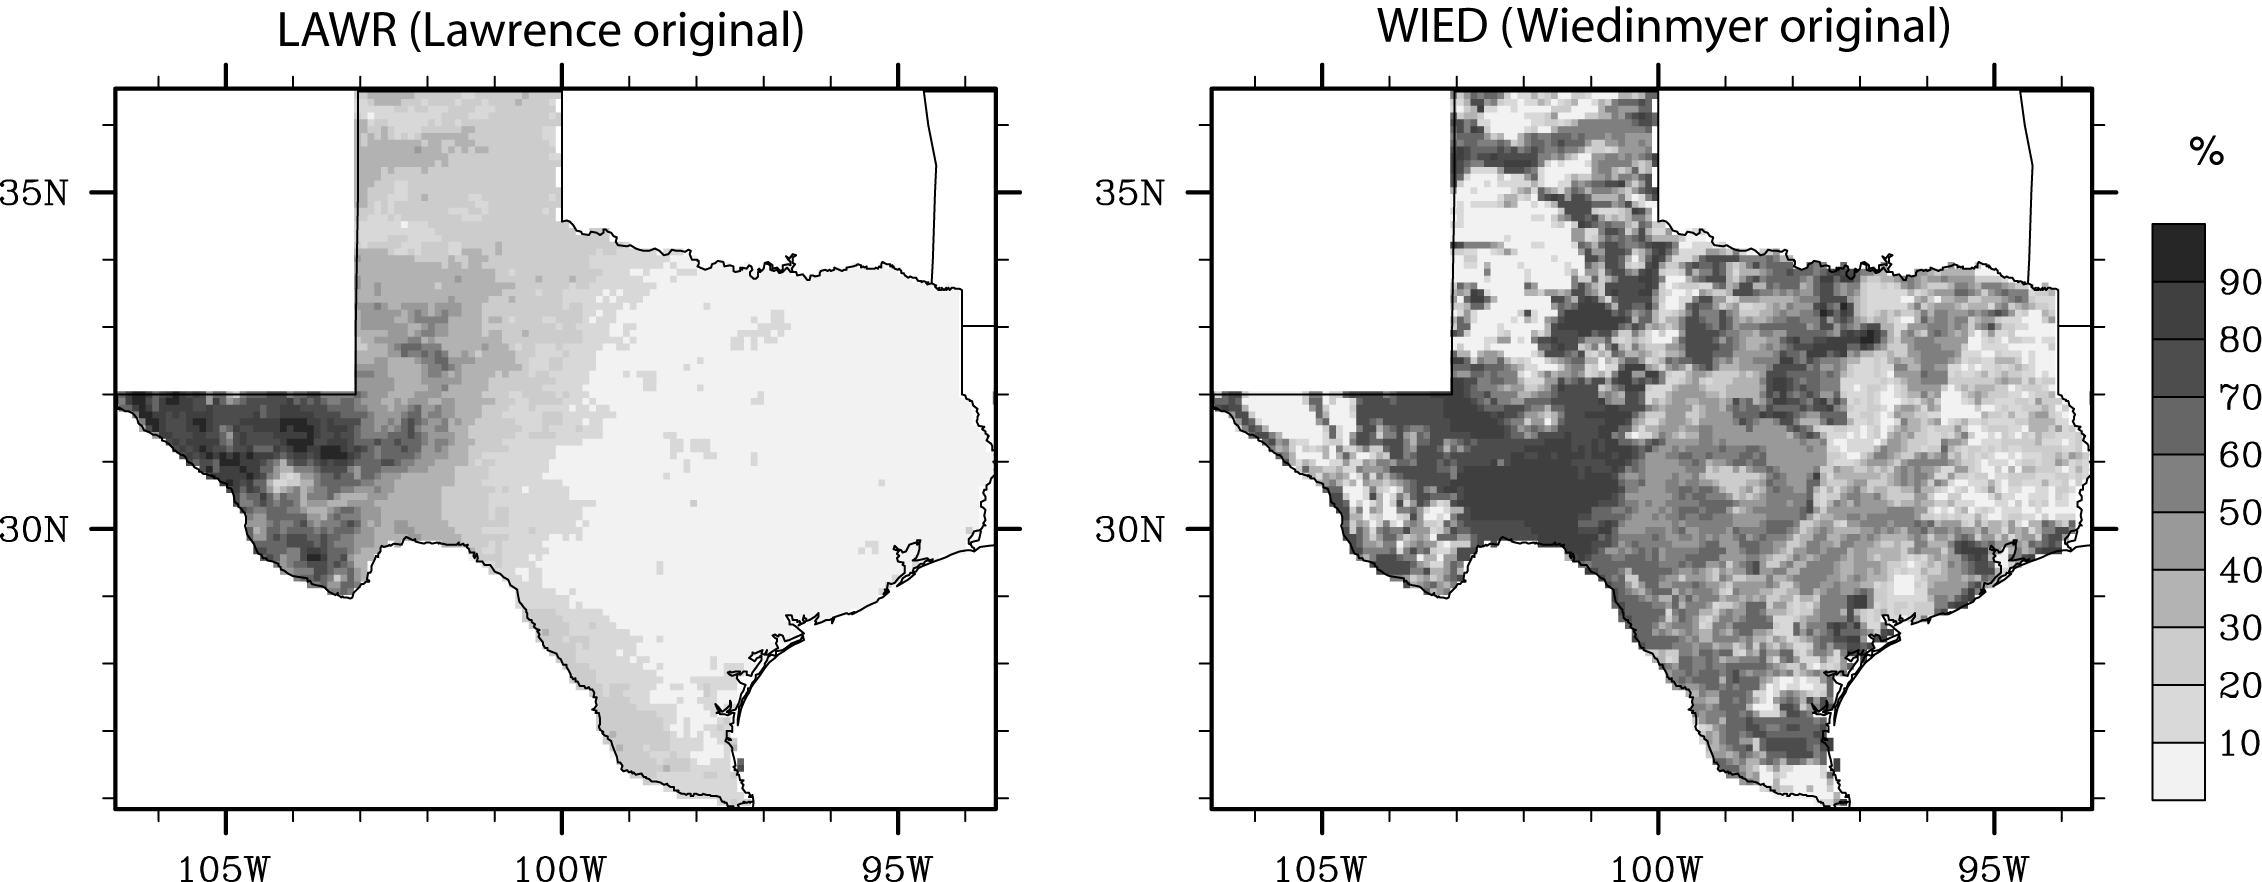 LAWR (Lawrence original)
WIED (Wiedinmyer original)
%
35N
35N
90
80
70
60
50
40
30
20
10
30N
30N
105W
100W
95W
105W
100W
95W